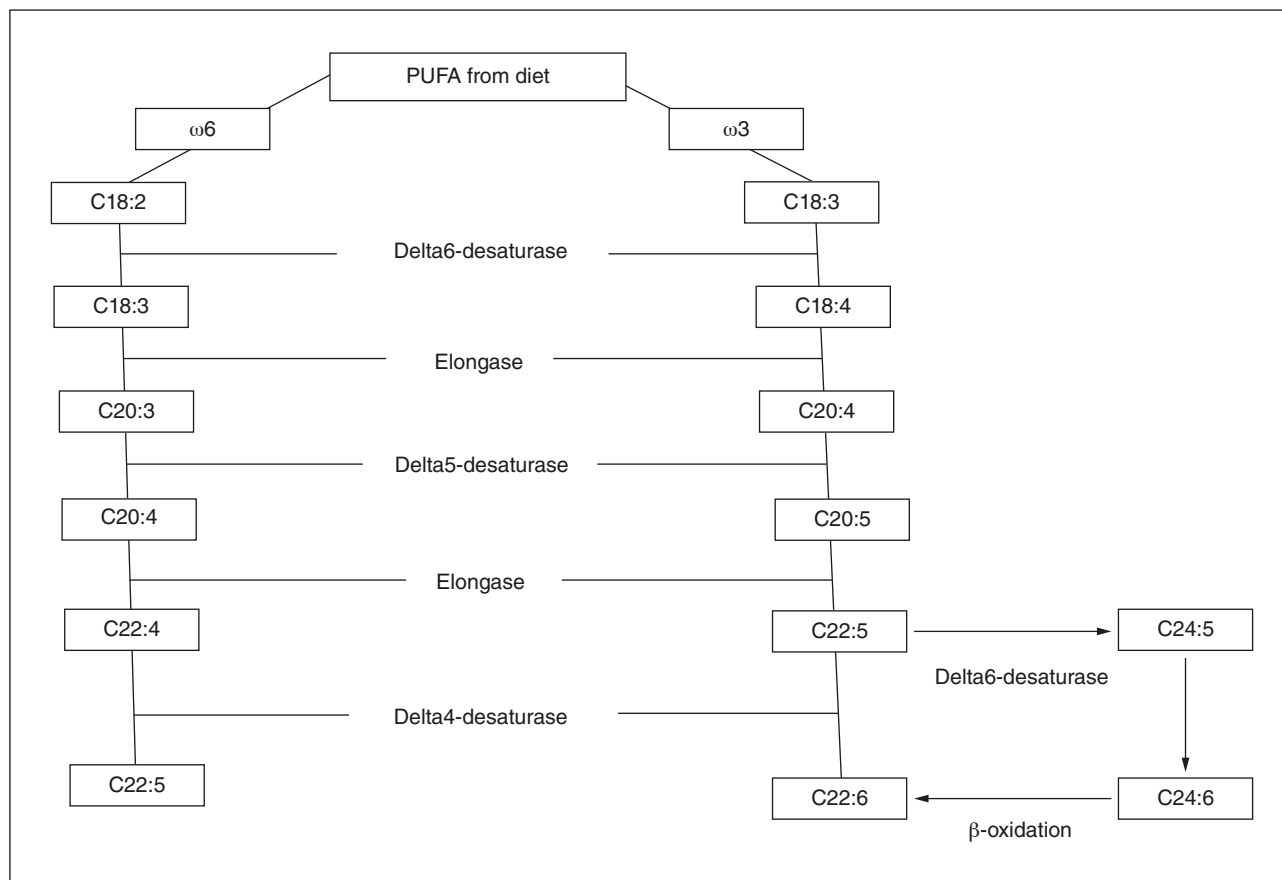 PUFA from diet
ω6
ω3
C18:2
C18:3
Delta6-desaturase
C18:3
C18:4
Elongase
C20:3
C20:4
Delta5-desaturase
C20:4
C20:5
Elongase
C22:4
C22:5
C24:5
Delta6-desaturase
Delta4-desaturase
C22:5
C22:6
C24:6
β-oxidation